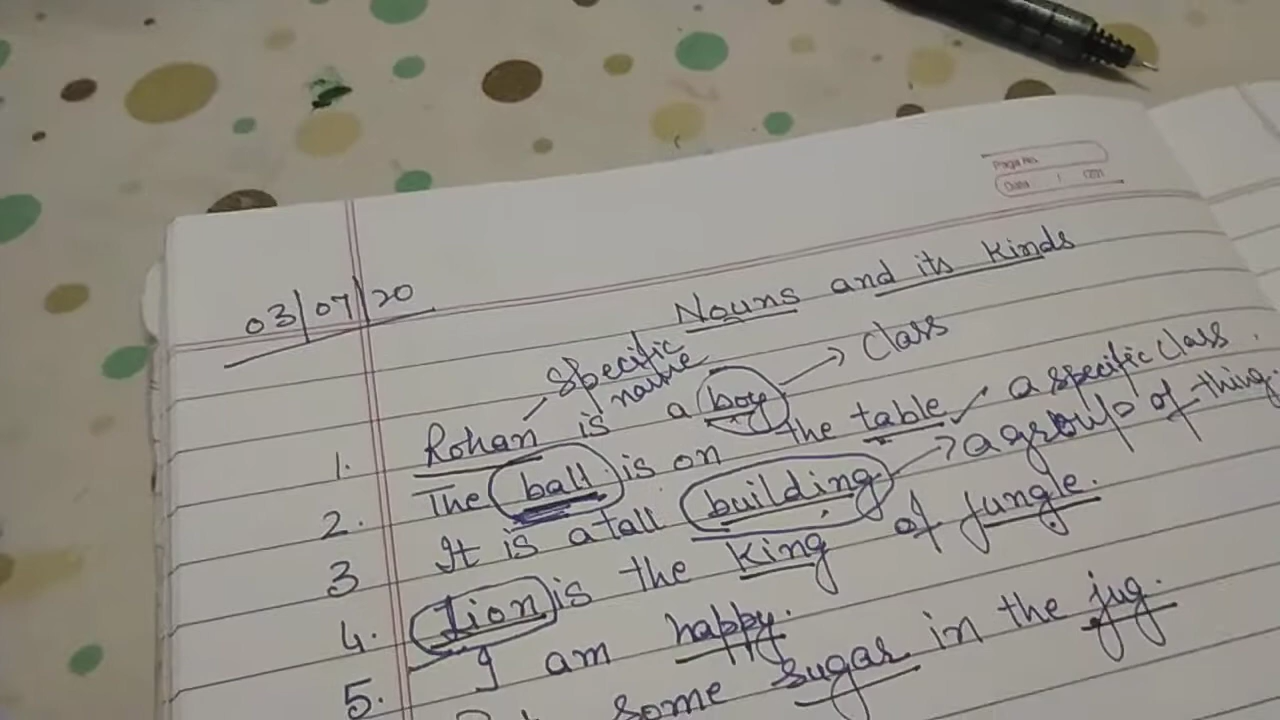 Page No.
Date
03/07/20
Nouns and its Kinds
Specific name
Class
1. Rohan is a boy
a specific class.
2. The ball is on the table
a group of thing.
3 It is a tall building
4. Lion is the King of Jungle.
5. I am happy.
some sugar in the jug.